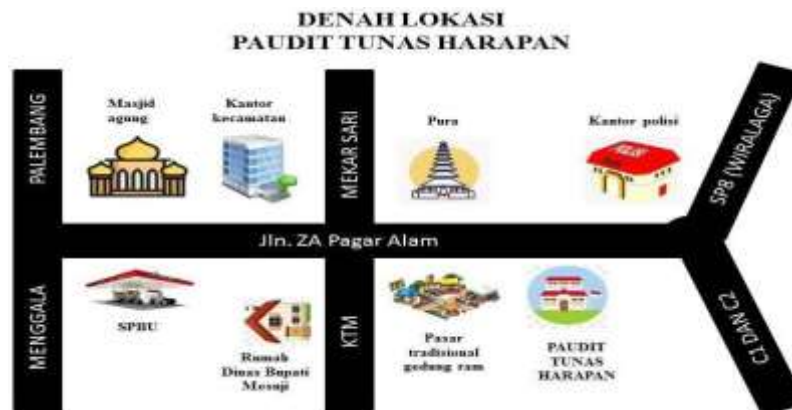 DENAH LOKASI
PAUDIT TUNAS HARAPAN
PALEMBANG
Masjid
agung
Kantor
kecamatan
MEKAR SARI
Pura
Kantor polisi
POLISI
SP8 (WIRALAGA)
Jln. ZA Pagar Alam
MENGGALA
SPBU
Rumah
Dinas Bupati
Mesuji
KTM
Pasar
tradisional
gedung ram
PAUDIT
TUNAS
HARAPAN
C1 DAN C2